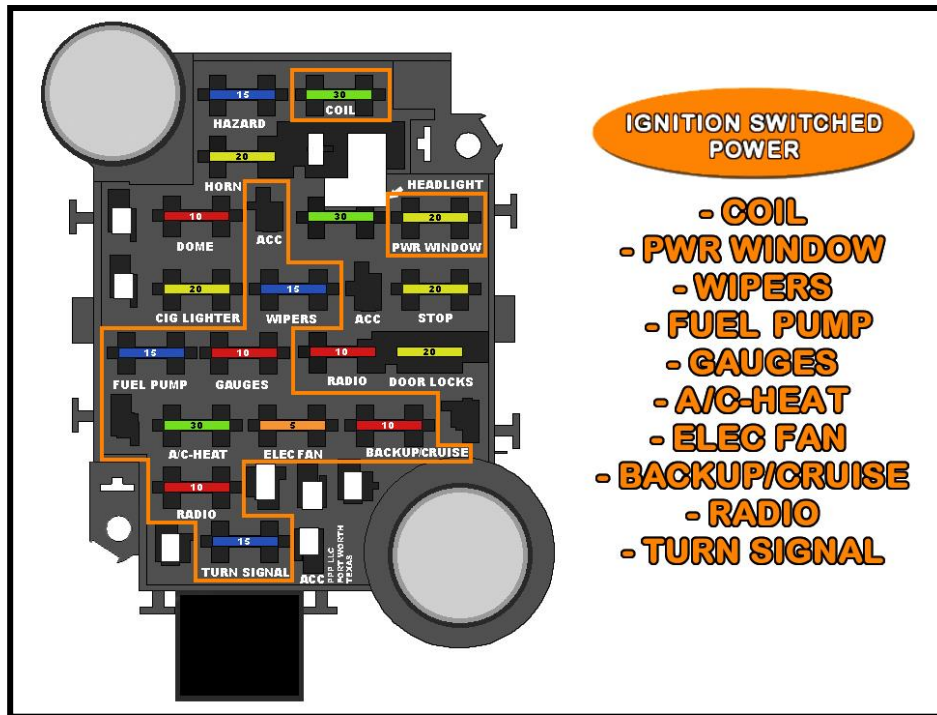 15
30
HAZARD
COIL
20
HORN
HEADLIGHT
10
30
20
DOME
ACC
PWR WINDOW
20
15
20
CIG LIGHTER
WIPERS
ACC
STOP
15
10
10
20
FUEL PUMP
GAUGES
RADIO
DOOR LOCKS
30
5
10
A/C-HEAT
ELEC FAN
BACKUP/CRUISE
10
RADIO
15
TURN SIGNAL
ACC
PPP LLC
FORT WORTH
TEXAS
IGNITION SWITCHED
POWER
- COIL
- PWR WINDOW
- WIPERS
- FUEL PUMP
- GAUGES
- A/C-HEAT
- ELEC FAN
- BACKUP/CRUISE
- RADIO
- TURN SIGNAL